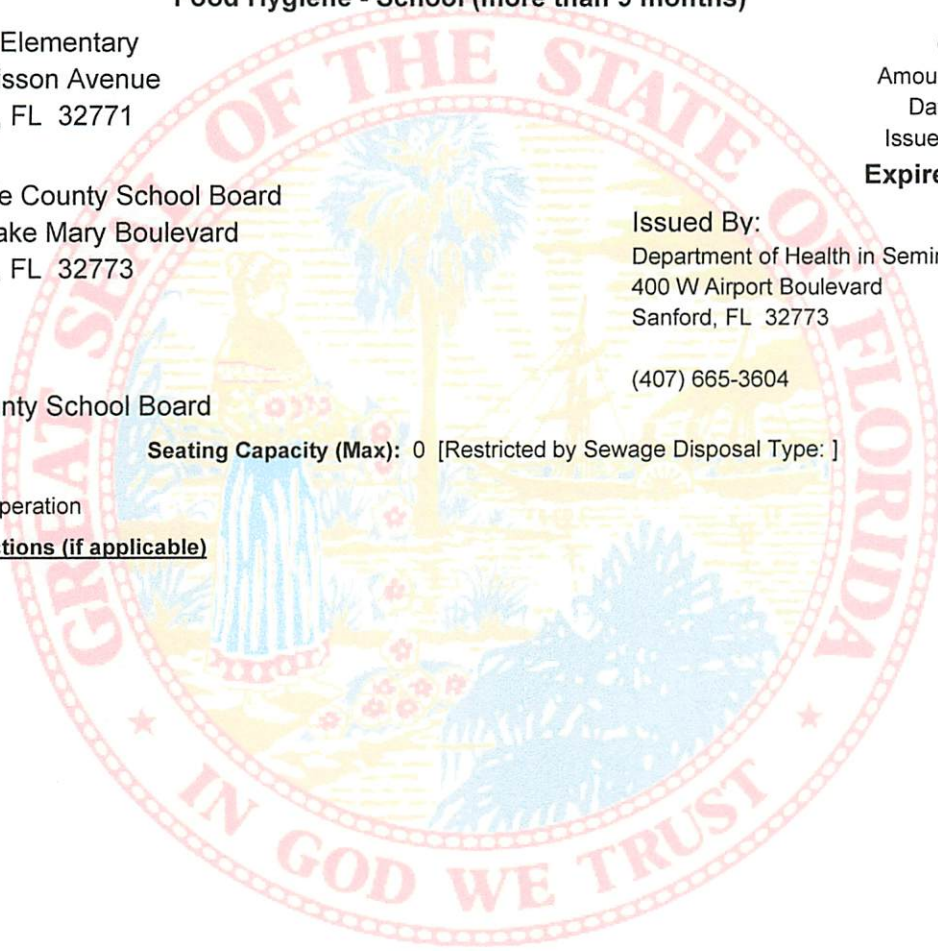 Food Hygiene - School (more than 9 months)
Elementary
sson Avenue
, FL 32771
Amou
Da
Issue
Expire
e County School Board
ake Mary Boulevard
, FL 32773
Issued By:
Department of Health in Semin
400 W Airport Boulevard
Sanford, FL 32773
(407) 665-3604
nty School Board
Seating Capacity (Max): 0 [Restricted by Sewage Disposal Type: ]
peration
tions (if applicable)
GREAT SEAL OF THE STATE OF FLORIDA
IN GOD WE TRUST